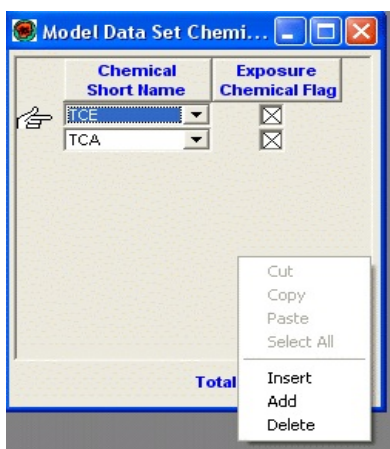 Model Data Set Chemi...
Chemical Short Name Exposure Chemical Flag
TCE
TCA
Cut
Copy
Paste
Select All
Total
Insert
Add
Delete